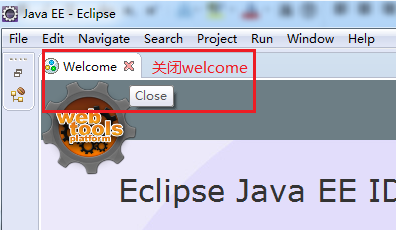 Java EE - Eclipse
File Edit Navigate Search Project Run Window Help
Welcome 关闭welcome
Close
web
tools
platform
Eclipse Java EE ID